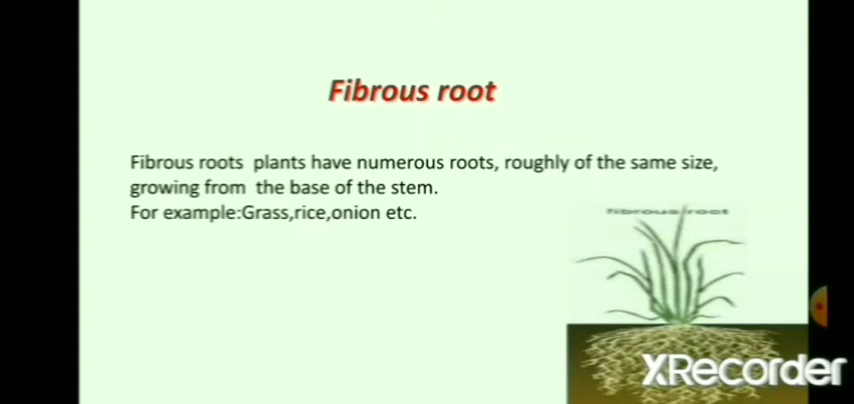 Fibrous root
Fibrous roots plants have numerous roots, roughly of the same size,
growing from the base of the stem.
For example:Grass,rice,onion etc.
fibrous root
XRecorder